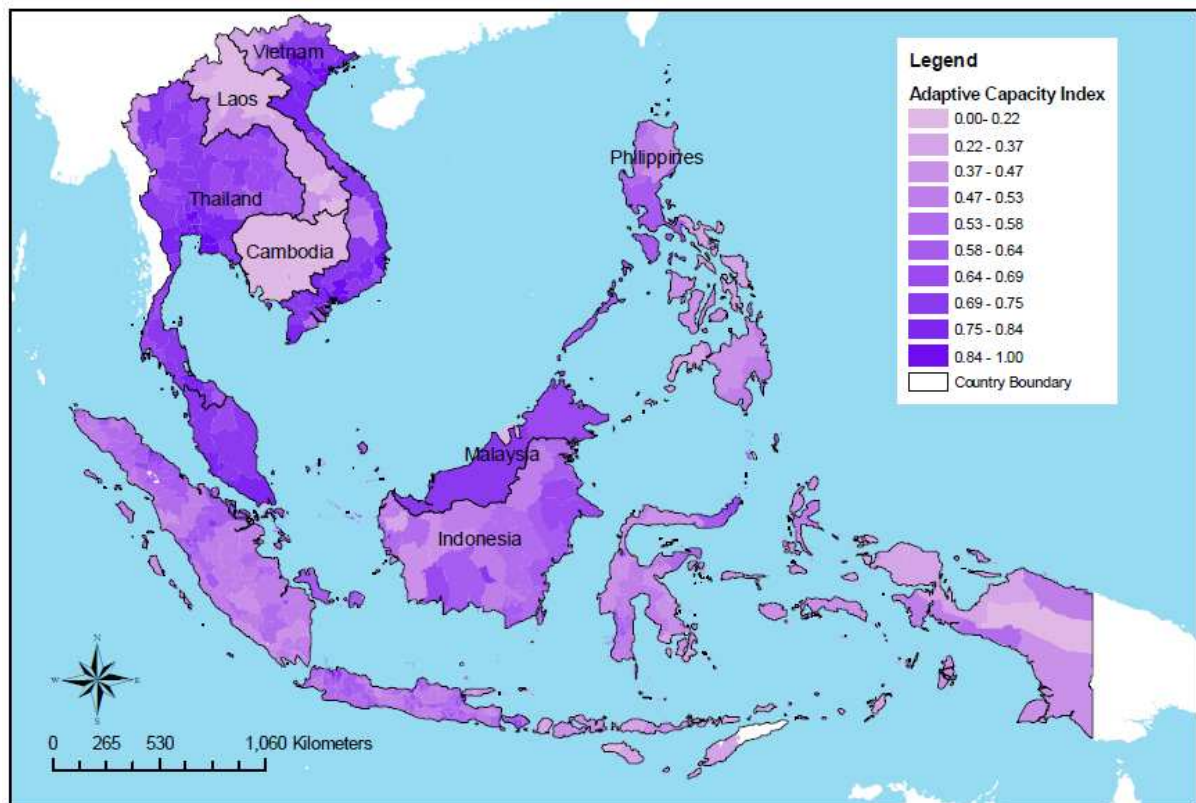 Vietnam
Laos
Thailand
Cambodia
Philippines
Malaysia
Indonesia
Legend
Adaptive Capacity Index
0.00- 0.22
0.22 - 0.37
0.37 - 0.47
0.47 - 0.53
0.53 - 0.58
0.58 - 0.64
0.64 - 0.69
0.69 - 0.75
0.75 - 0.84
0.84 - 1.00
Country Boundary
N
W E
S
0 265 530 1,060 Kilometers